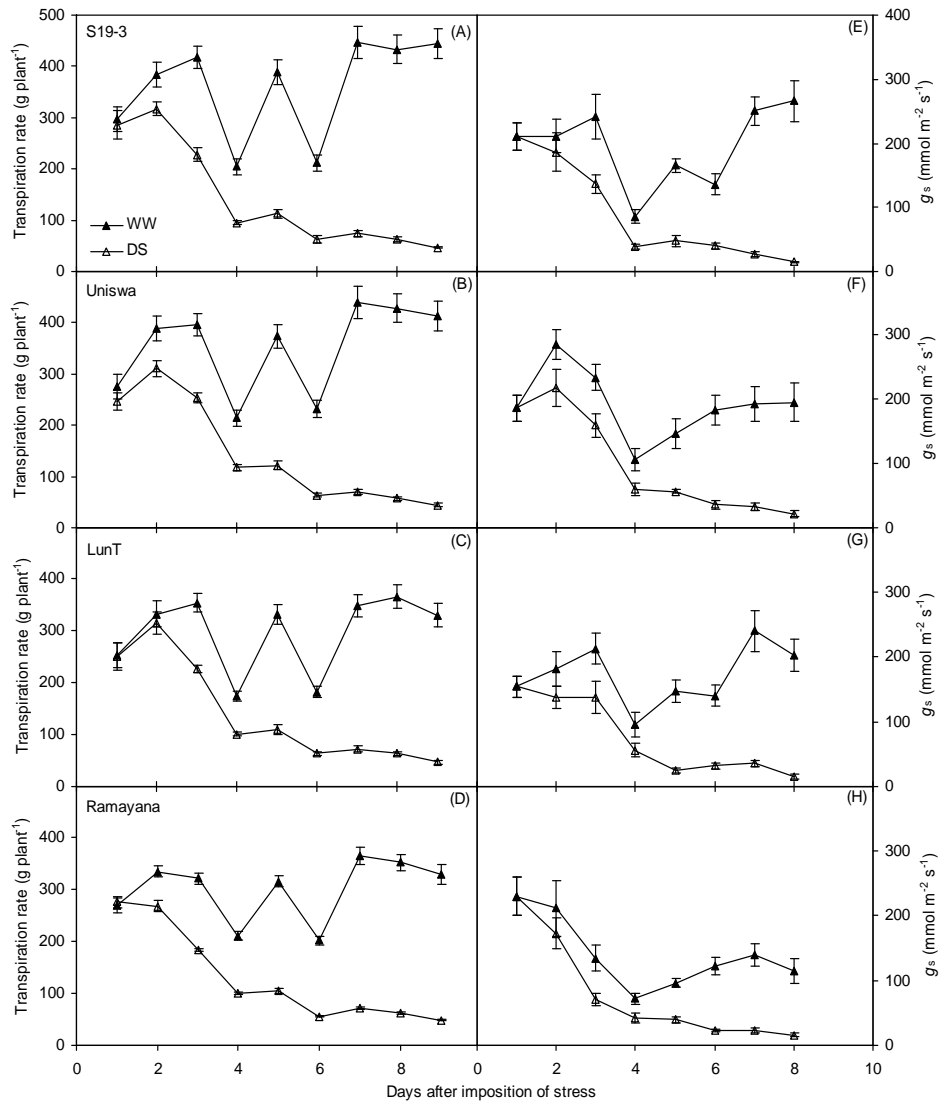 S19-3
(A)
500
400
300
200
100
0
Transpiration rate (g plant⁻¹)
WW
DS
(E)
400
300
200
100
0
gs (mmol m⁻² s⁻¹)
Uniswa
(B)
400
300
200
100
0
Transpiration rate (g plant⁻¹)
(F)
300
200
100
0
gs (mmol m⁻² s⁻¹)
LunT
(C)
400
300
200
100
0
Transpiration rate (g plant⁻¹)
(G)
300
200
100
0
gs (mmol m⁻² s⁻¹)
Ramayana
(D)
400
300
200
100
0
Transpiration rate (g plant⁻¹)
(H)
300
200
100
0
gs (mmol m⁻² s⁻¹)
0 2 4 6 8 0 2 4 6 8 10
Days after imposition of stress